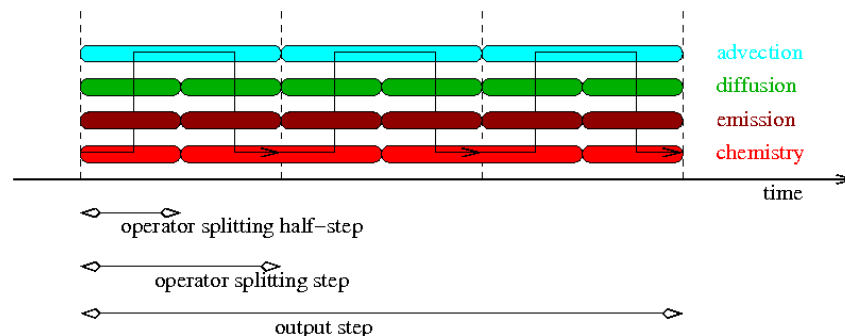 advection
diffusion
emission
chemistry
time
operator splitting half−step
operator splitting step
output step